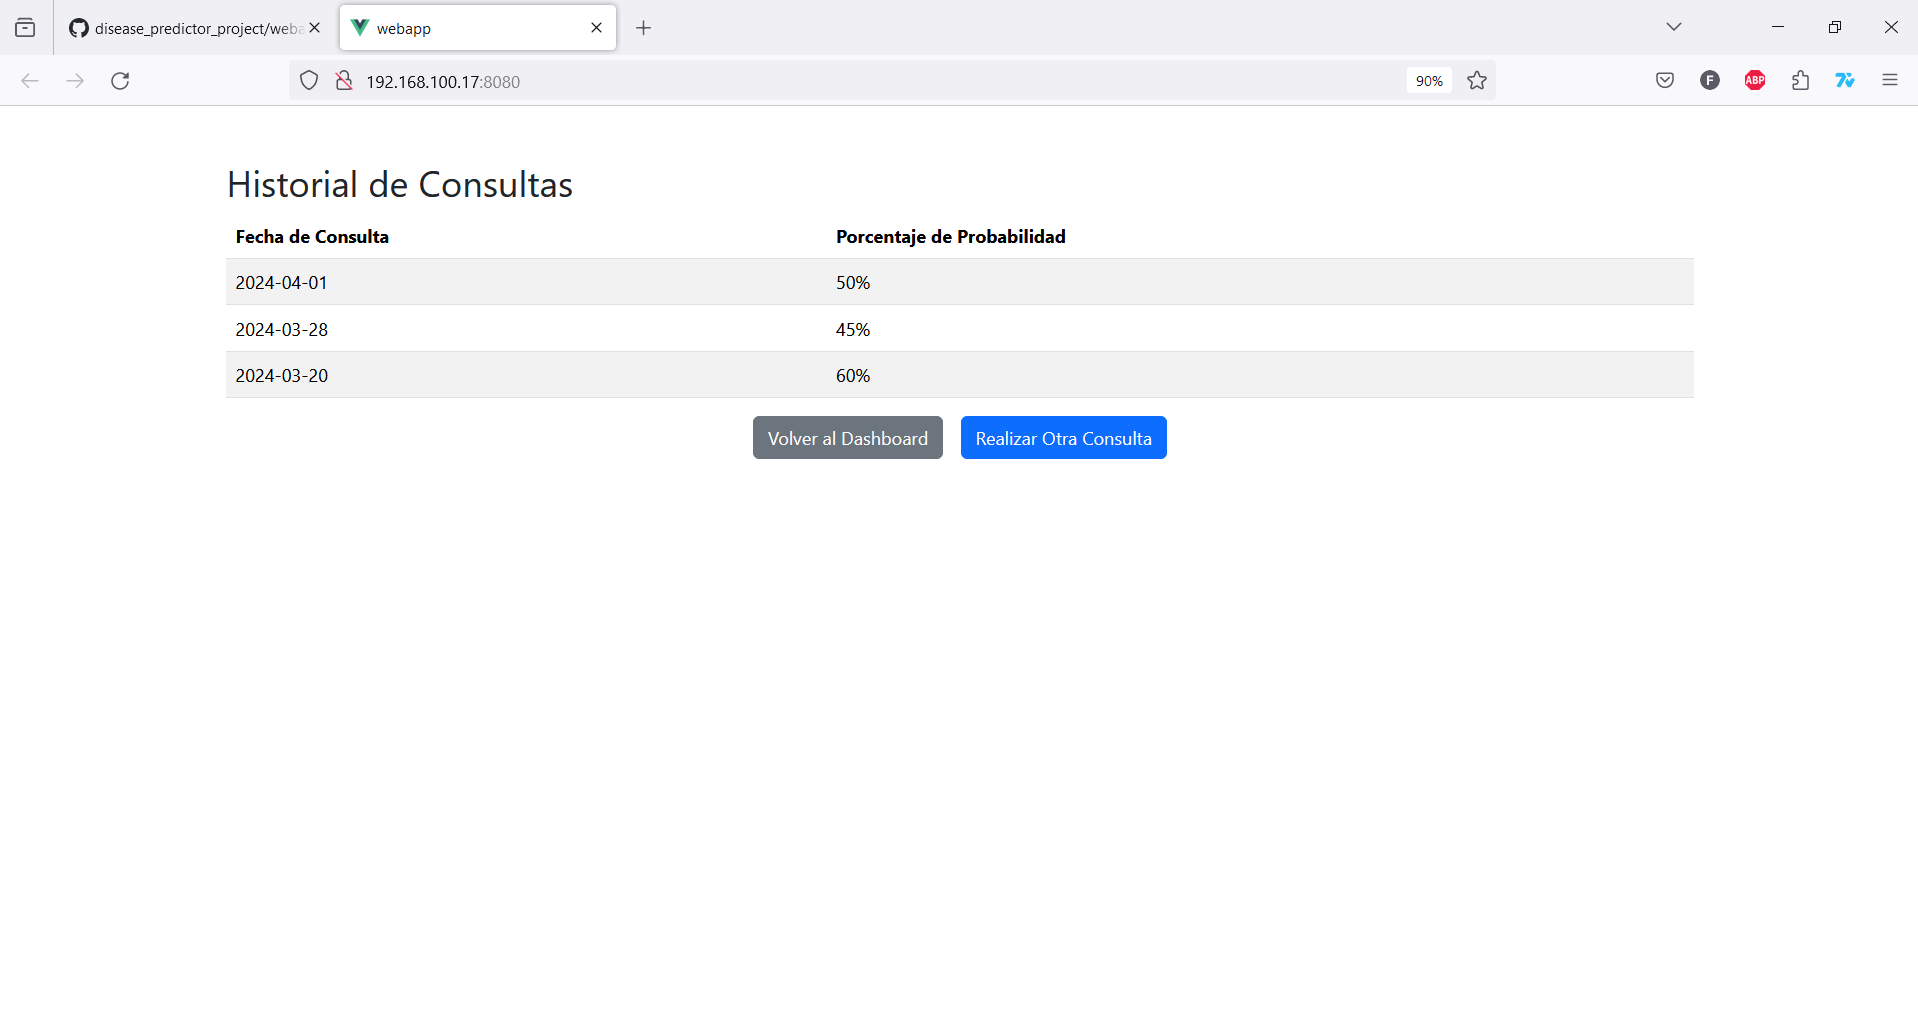 disease_predictor_project/weba
webapp
192.168.100.17:8080
90%
F
ABP
Historial de Consultas
Fecha de Consulta Porcentaje de Probabilidad
2024-04-01 50%
2024-03-28 45%
2024-03-20 60%
Volver al Dashboard Realizar Otra Consulta